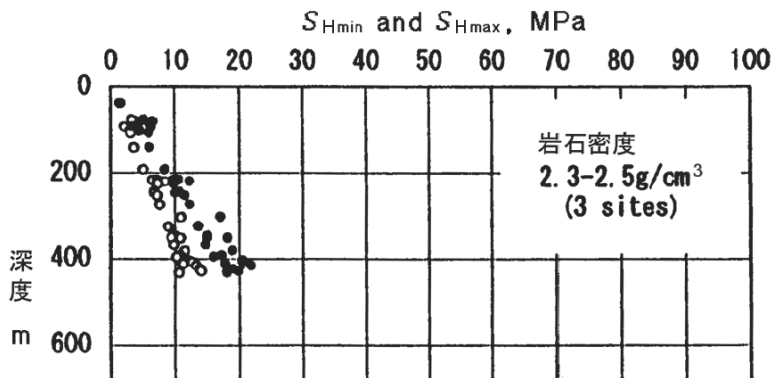 SHmin and SHmax, MPa
0 10 20 30 40 50 60 70 80 90 100
0
岩石密度
200
2.3-2.5g/cm³
(3 sites)
深度 m
400
600